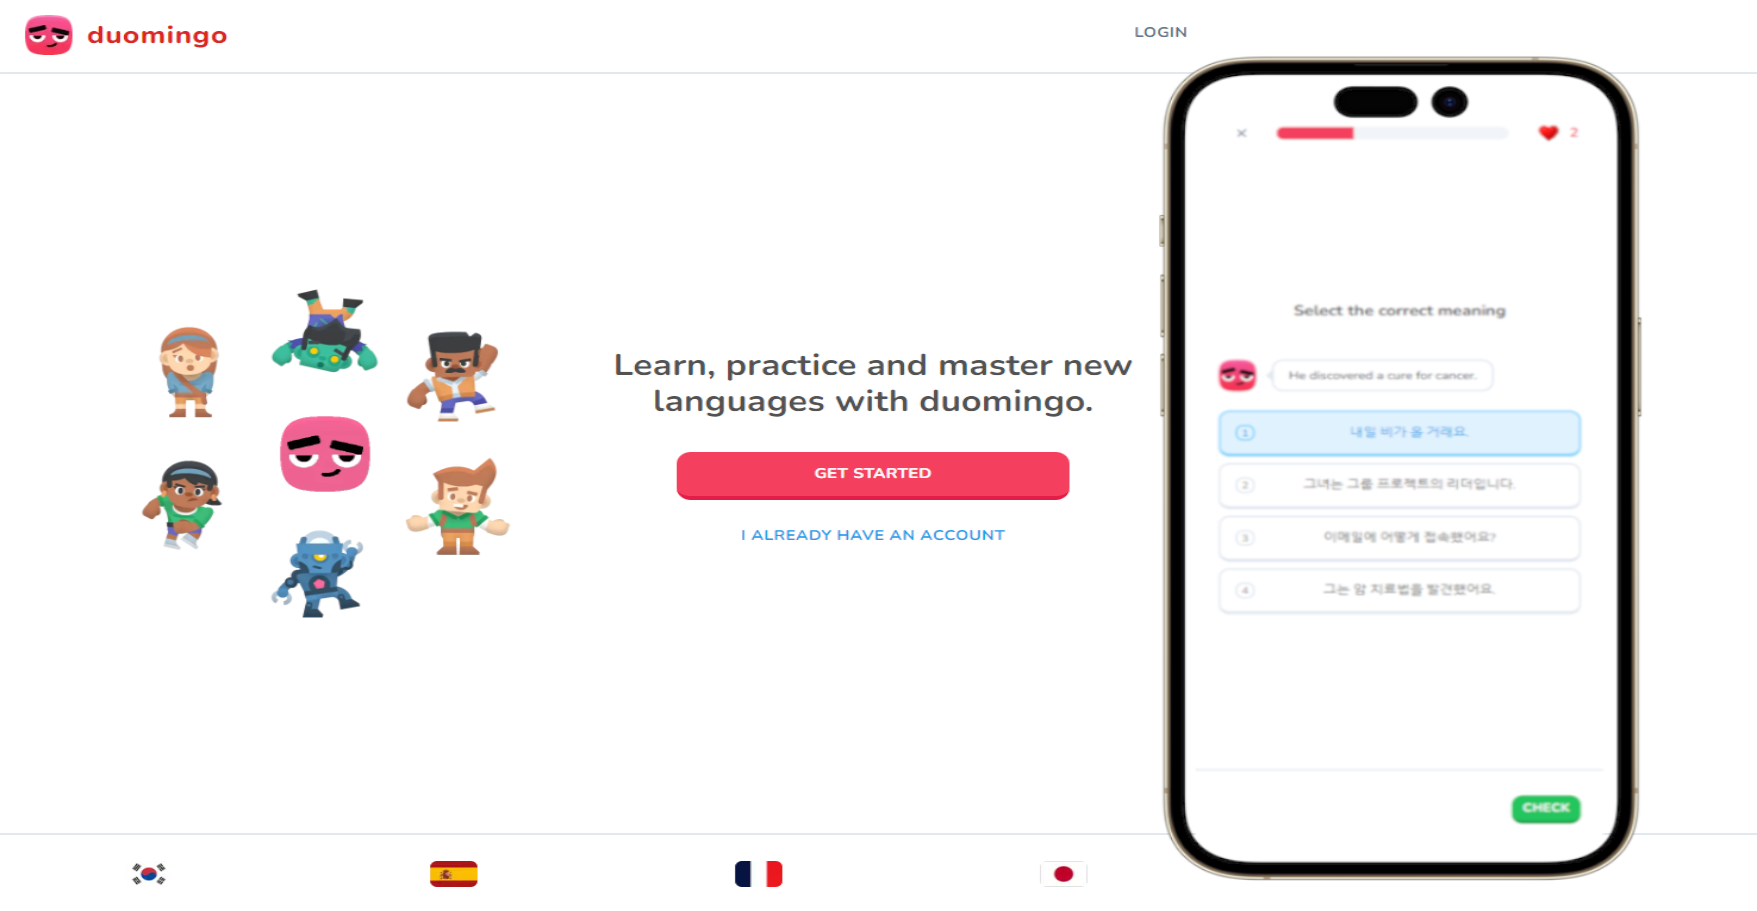 duomingo
LOGIN
Learn, practice and master new
languages with duomingo.
GET STARTED
I ALREADY HAVE AN ACCOUNT
× 2
Select the correct meaning
He discovered a cure for cancer.
1 내일 비가 올 거래요.
2 그녀는 그룹 프로젝트의 리더입니다.
3 이메일에 어떻게 접속했어요?
4 그는 암 치료법을 발견했어요.
CHECK